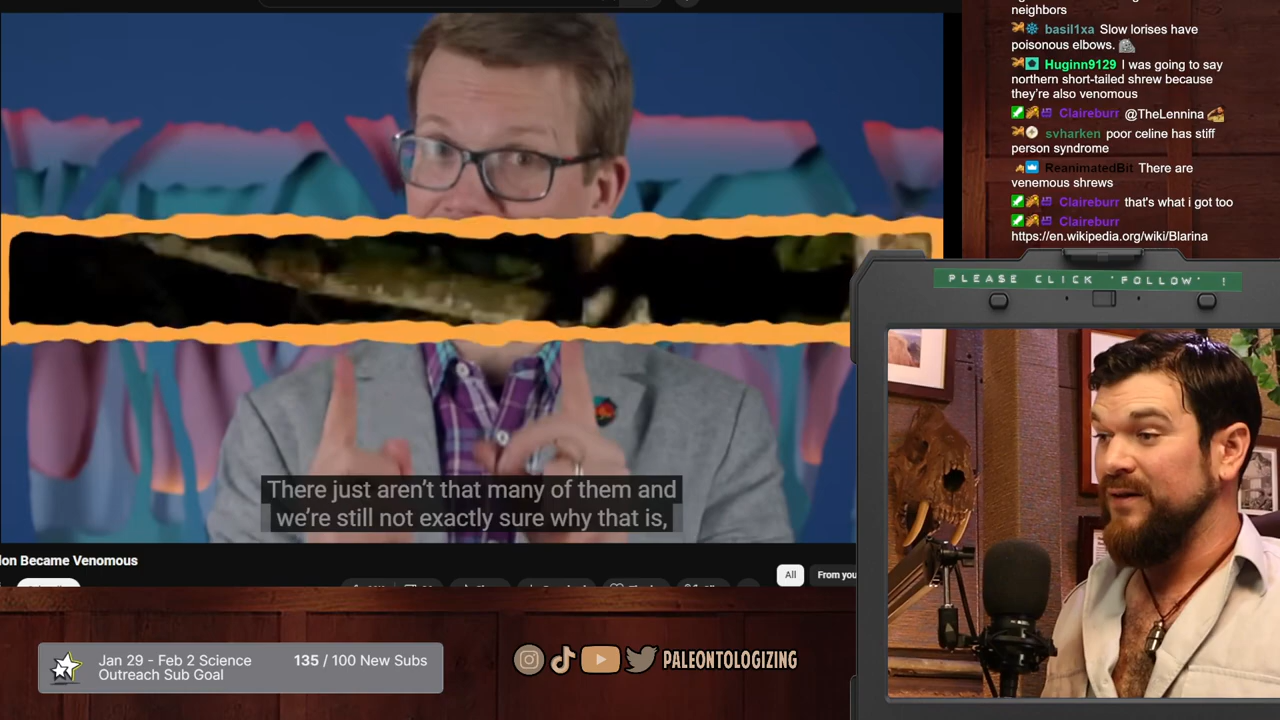 neighbors
basil1xa Slow lorises have
poisonous elbows.
Huginn9129 I was going to say
northern short-tailed shrew because
they're also venomous
Claireburr @TheLennina
svharken poor celine has stiff
person syndrome
ReanimatedBit There are
venemous shrews
Claireburr that's what i got too
Claireburr
https://en.wikipedia.org/wiki/Blarina
PLEASE CLICK 'FOLLOW' !
There just aren't that many of them and
we're still not exactly sure why that is,
on Became Venomous
All From you
Jan 29 - Feb 2 Science
Outreach Sub Goal
135 / 100 New Subs
PALEONTOLOGIZING